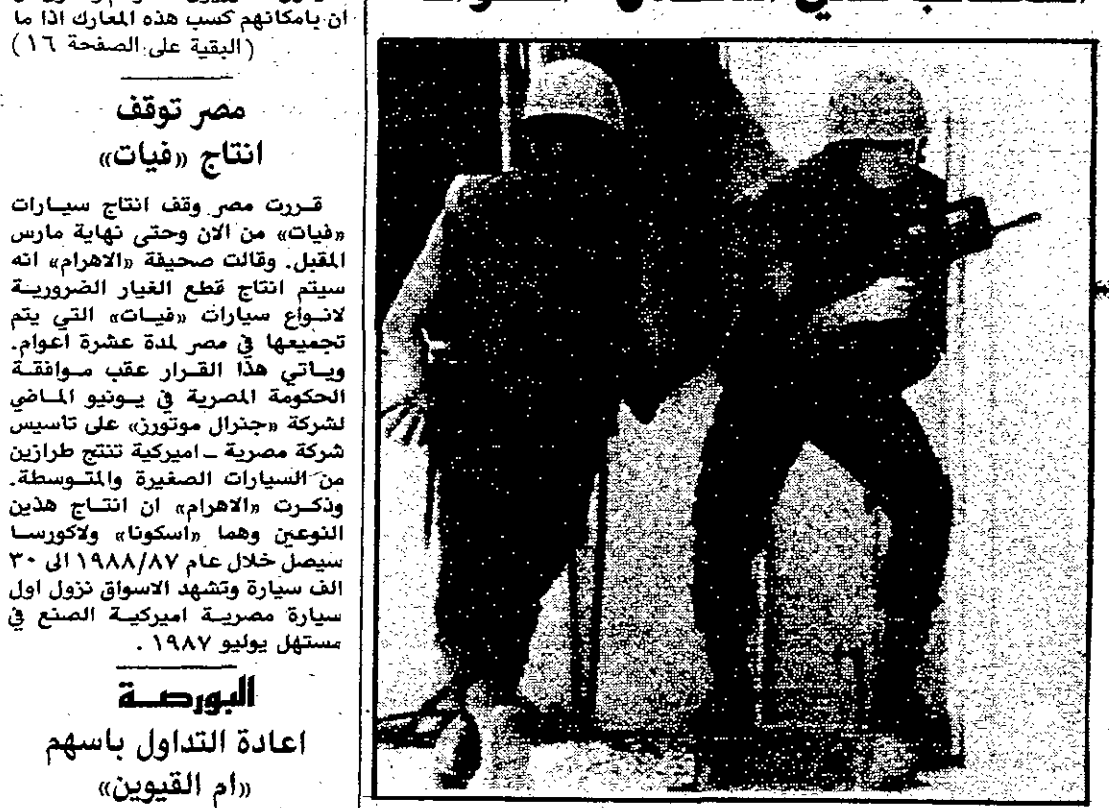 ان بامكانهم كسب هذه المعارك اذا ما
(البقية على الصفحة ١٦)
مصر توقف
انتاج «فيات»
قررت مصر وقف انتاج سيارات
«فيات» من الان وحتى نهاية مارس
المقبل. وقالت صحيفة «الاهرام» انه
سيتم انتاج قطع الغيار الضرورية
لانواع سيارات «فيات» التي يتم
تجميعها في مصر لمدة عشرة اعوام.
وياتي هذا القرار عقب موافقة
الحكومة المصرية في يونيو الماضي
لشركة «جنرال موتورز» على تاسيس
شركة مصرية ـ اميركية تنتج طرازين
من السيارات الصغيرة والمتوسطة.
وذكرت «الاهرام» ان انتاج هذين
النوعين وهما «اسكونا» ولاكورسا
سيصل خلال عام ١٩٨٨/٨٧ الى ٣٠
الف سيارة وتشهد الاسواق نزول اول
سيارة مصرية اميركية الصنع في
مستهل يوليو ١٩٨٧ .
البورصة
اعادة التداول باسهم
«ام القيوين»